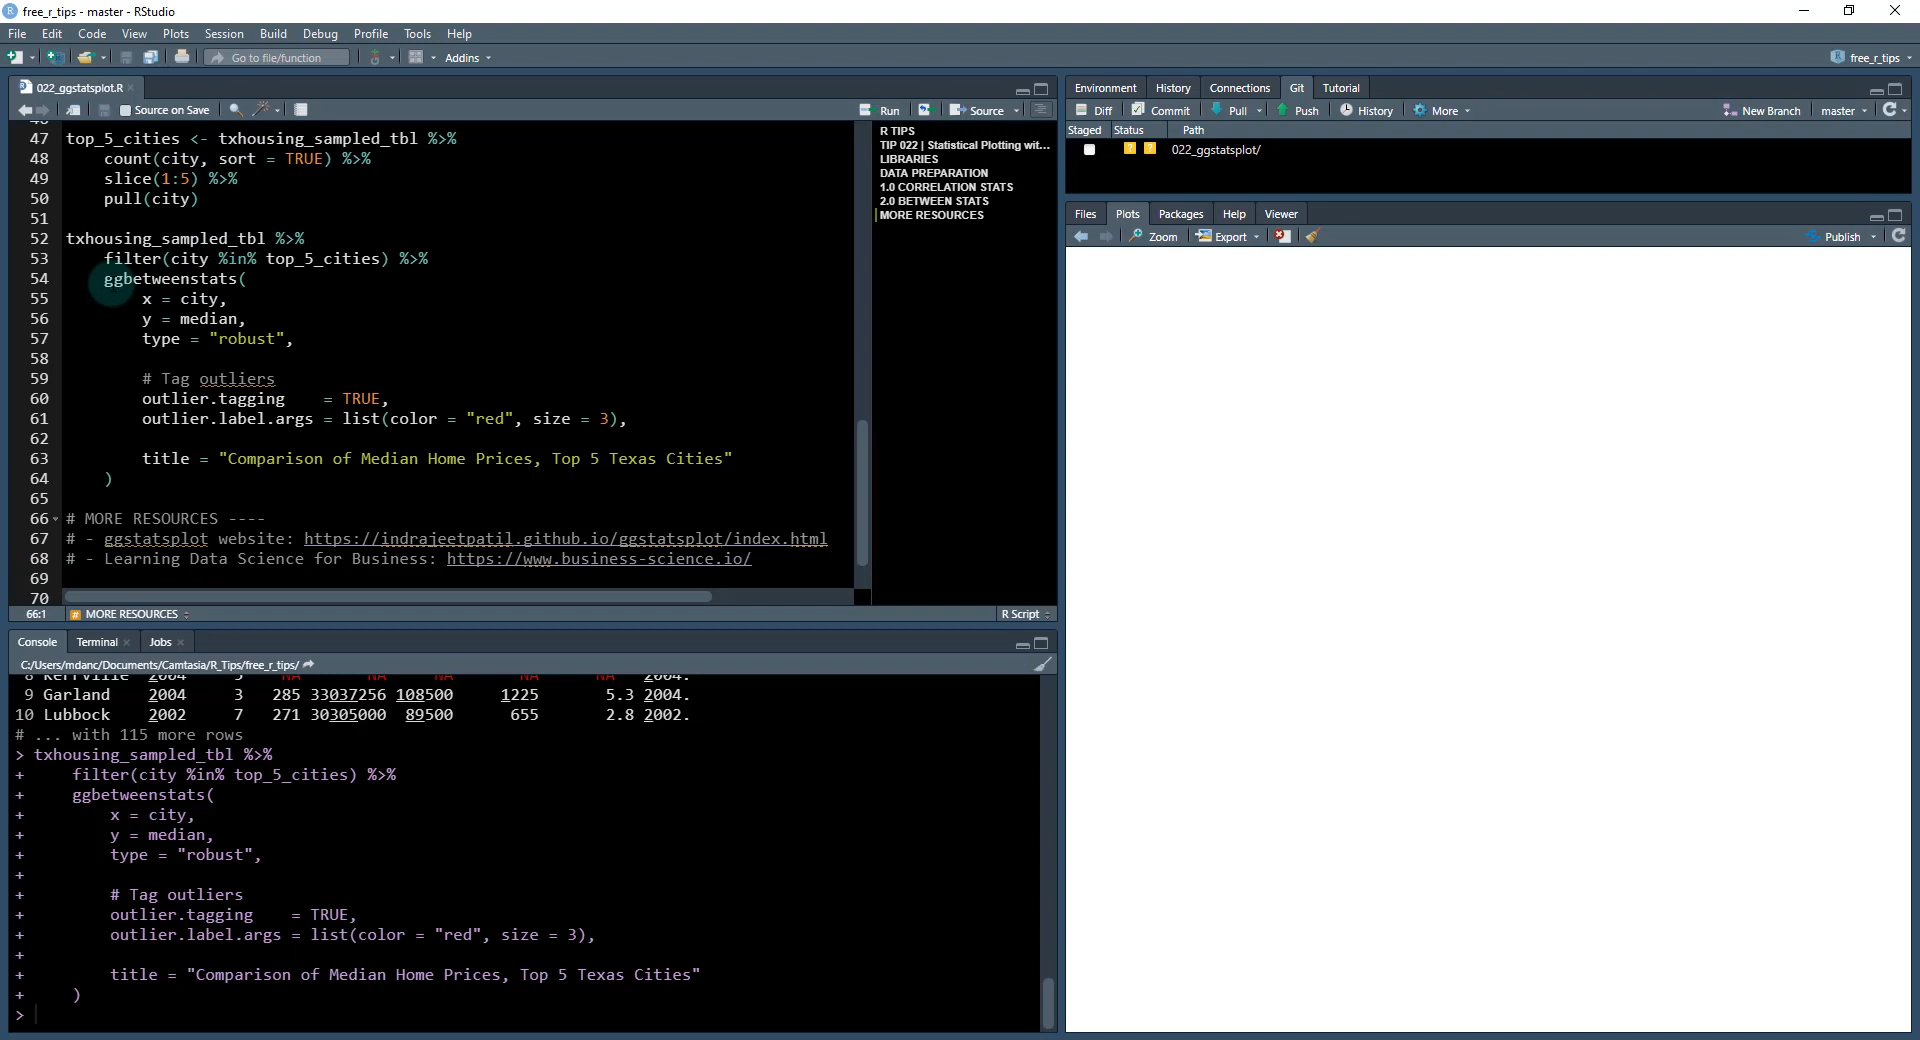 free_r_tips - master - RStudio
File Edit Code View Plots Session Build Debug Profile Tools Help
Go to file/function Addins free_r_tips
022_ggstatsplot.R
Source on Save Run Source
47 top_5_cities <- txhousing_sampled_tbl %>%
48 count(city, sort = TRUE) %>%
49 slice(1:5) %>%
50 pull(city)
51
52 txhousing_sampled_tbl %>%
53 filter(city %in% top_5_cities) %>%
54 ggbetweenstats(
55 x = city,
56 y = median,
57 type = "robust",
58
59 # Tag outliers
60 outlier.tagging = TRUE,
61 outlier.label.args = list(color = "red", size = 3),
62
63 title = "Comparison of Median Home Prices, Top 5 Texas Cities"
64 )
65
66 # MORE RESOURCES ----
67 # - ggstatsplot website: https://indrajeetpatil.github.io/ggstatsplot/index.html
68 # - Learning Data Science for Business: https://www.business-science.io/
69
70
66:1 MORE RESOURCES R Script
R TIPS
TIP 022 | Statistical Plotting wit...
LIBRARIES
DATA PREPARATION
1.0 CORRELATION STATS
2.0 BETWEEN STATS
MORE RESOURCES
Console Terminal Jobs
C:/Users/mdanc/Documents/Camtasia/R_Tips/free_r_tips/
8 Kerrville 2004 5 NA NA NA NA NA 2004.
9 Garland 2004 3 285 33037256 108500 1225 5.3 2004.
10 Lubbock 2002 7 271 30305000 89500 655 2.8 2002.
# ... with 115 more rows
> txhousing_sampled_tbl %>%
+ filter(city %in% top_5_cities) %>%
+ ggbetweenstats(
+ x = city,
+ y = median,
+ type = "robust",
+
+ # Tag outliers
+ outlier.tagging = TRUE,
+ outlier.label.args = list(color = "red", size = 3),
+
+ title = "Comparison of Median Home Prices, Top 5 Texas Cities"
+ )
>
Environment History Connections Git Tutorial
Diff Commit Pull Push History More New Branch master
Staged Status Path
? ? 022_ggstatsplot/
Files Plots Packages Help Viewer
Zoom Export Publish